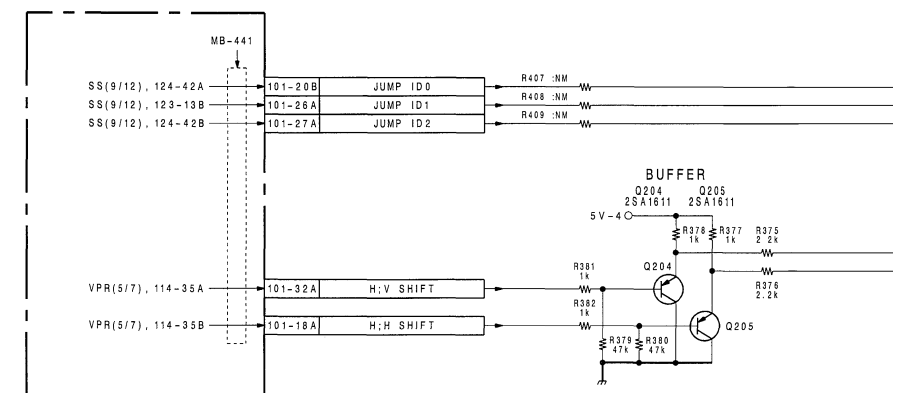 MB-441
SS(9/12), 124-42A 101-20B JUMP ID0 R407 :NM
SS(9/12), 123-13B 101-26A JUMP ID1 R408 :NM
SS(9/12), 124-42B 101-27A JUMP ID2 R409 :NM
BUFFER
Q204 Q205
2SA1611 2SA1611
5V-4
R378 R377 R375
1k 1k 2 2k
R381 Q204 R376
1k 2.2k
VPR(5/7), 114-35A 101-32A H;V SHIFT
R382
1k
VPR(5/7), 114-35B 101-18A H;H SHIFT Q205
R379 R380
47k 47k